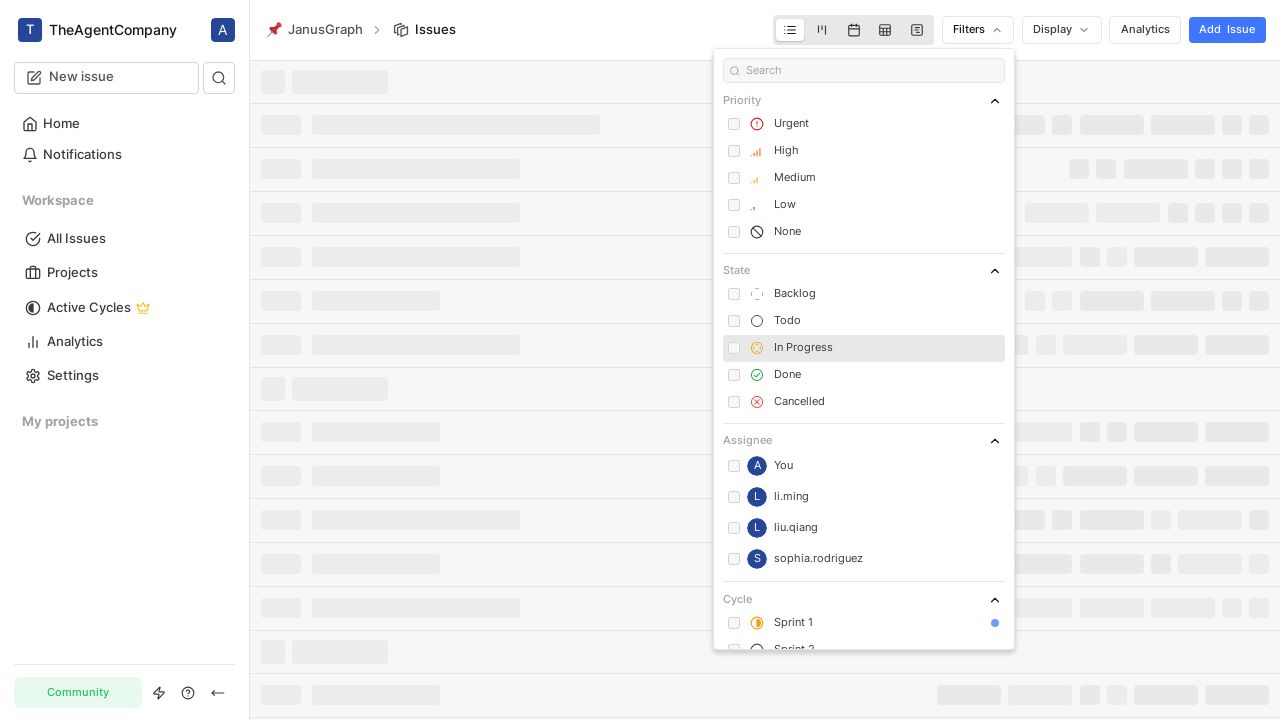 T TheAgentCompany A
New issue
Home
Notifications
Workspace
All Issues
Projects
Active Cycles
Analytics
Settings
My projects
Community
JanusGraph Issues
Filters Display Analytics Add Issue
Search
Priority
Urgent
High
Medium
Low
None
State
Backlog
Todo
In Progress
Done
Cancelled
Assignee
A You
L li.ming
L liu.qiang
S sophia.rodriguez
Cycle
Sprint 1
Sprint 2